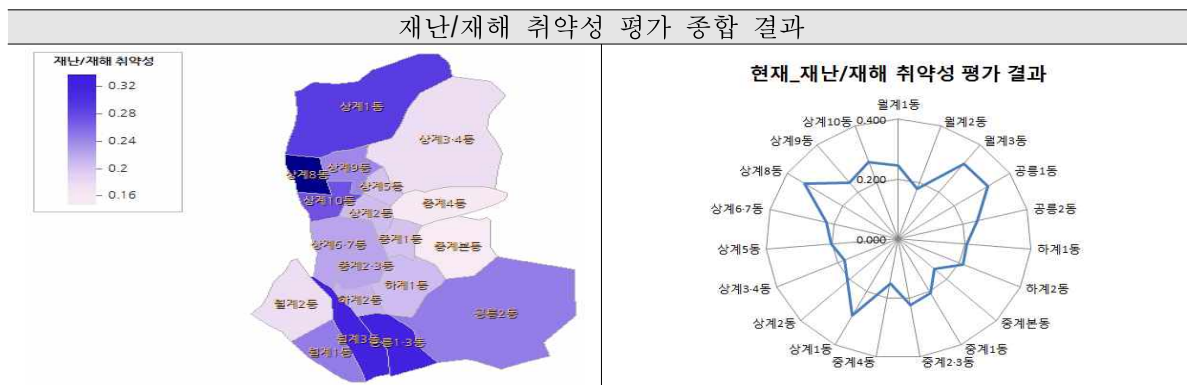 재난/재해 취약성 평가 종합 결과
재난/재해 취약성
0.32
0.28
0.24
0.2
0.16
상계1동
상계3·4동
상계8동
상계9동
상계5동
상계10동
상계2동
중계4동
상계6·7동
중계1동
중계본동
중계2·3동
하계1동
월계2동
하계2동
공릉2동
월계3동
공릉1·3동
월계1동
현재_재난/재해 취약성 평가 결과
월계1동
월계2동
월계3동
공릉1동
공릉2동
하계1동
하계2동
중계본동
중계1동
중계2·3동
중계4동
상계1동
상계2동
상계3·4동
상계5동
상계6·7동
상계8동
상계9동
상계10동
0.400
0.200
0.000